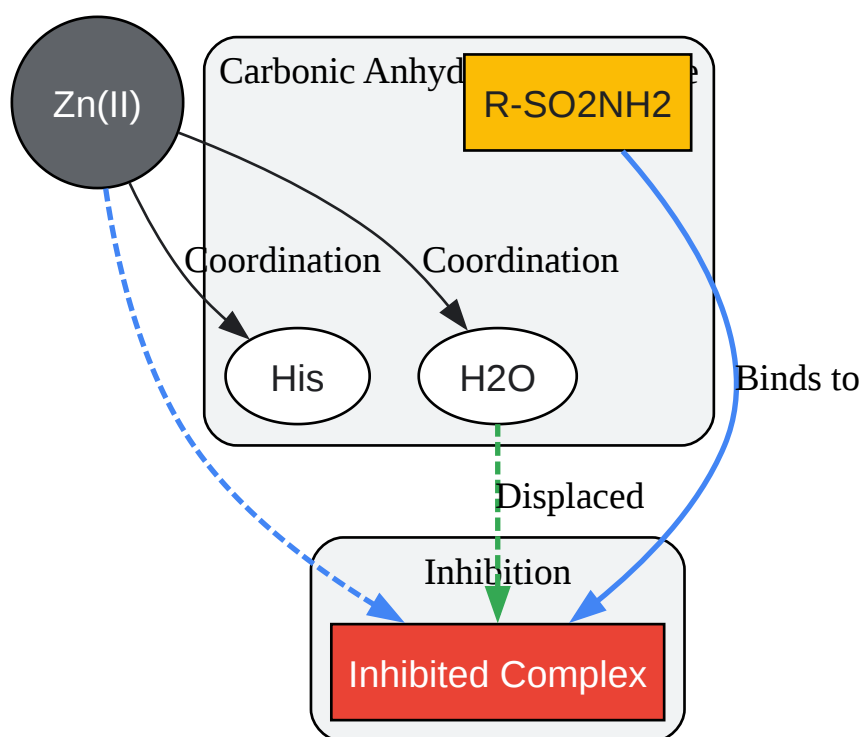 Zn(II)
Carbonic Anhyd
R-SO2NH2
Coordination
Coordination
His
H2O
Binds to
Displaced
Inhibition
Inhibited Complex